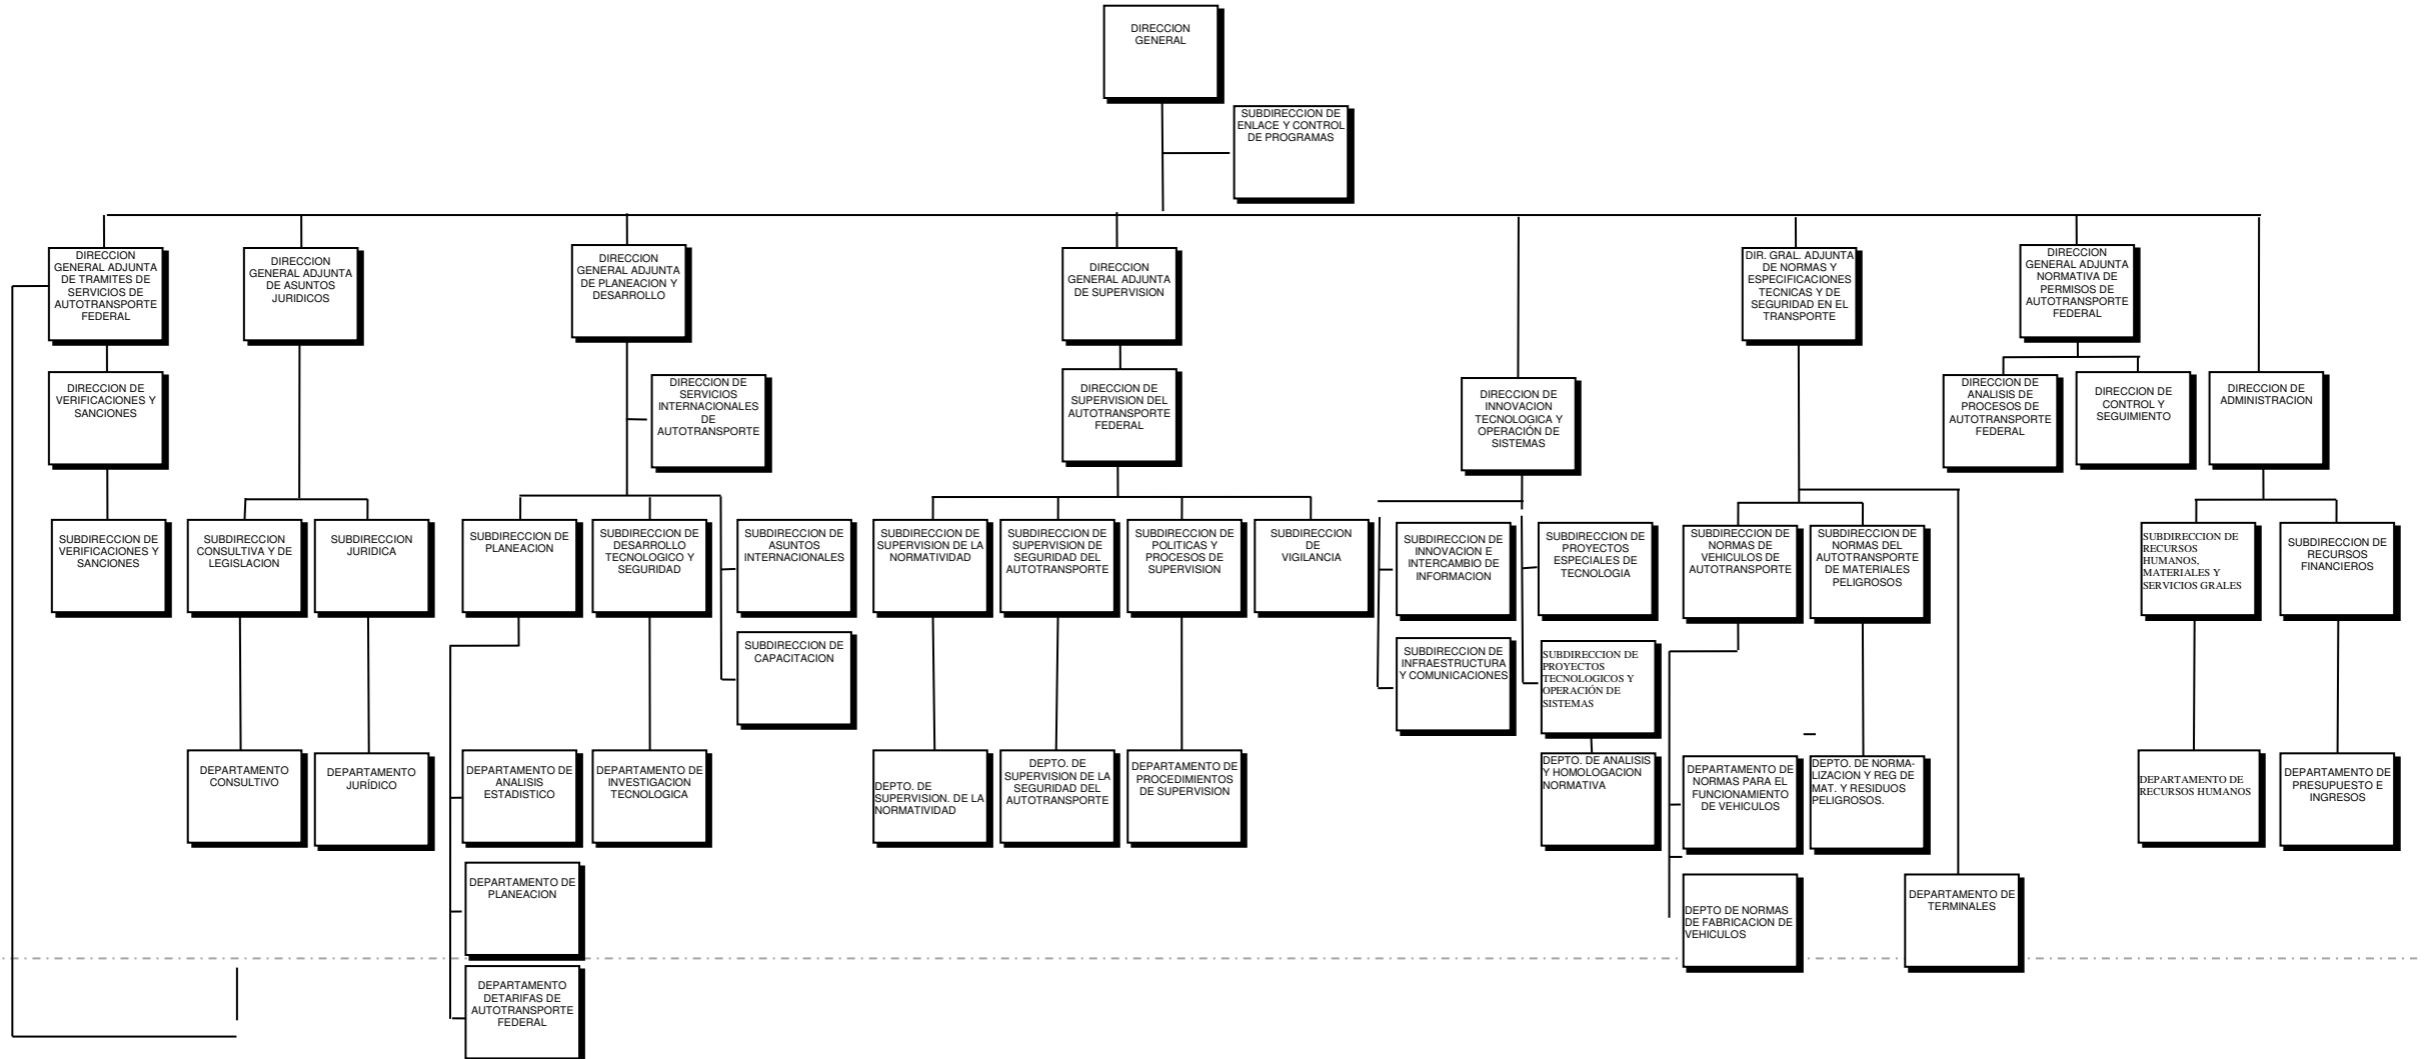 DIRECCION
GENERAL
SUBDIRECCION DE
ENLACE Y CONTROL
DE PROGRAMAS
DIRECCION
GENERAL ADJUNTA
DE TRAMITES DE
SERVICIOS DE
AUTOTRANSPORTE
FEDERAL
DIRECCION
GENERAL ADJUNTA
DE ASUNTOS
JURIDICOS
DIRECCION
GENERAL ADJUNTA
DE PLANEACION Y
DESARROLLO
DIRECCION
GENERAL ADJUNTA
DE SUPERVISION
DIR. GRAL. ADJUNTA
DE NORMAS Y
ESPECIFICACIONES
TECNICAS Y DE
SEGURIDAD EN EL
TRANSPORTE
DIRECCION
GENERAL ADJUNTA
NORMATIVA DE
PERMISOS DE
AUTOTRANSPORTE
FEDERAL
DIRECCION DE
VERIFICACIONES Y
SANCIONES
DIRECCION DE
SERVICIOS
INTERNACIONALES
DE
AUTOTRANSPORTE
DIRECCION DE
SUPERVISION DEL
AUTOTRANSPORTE
FEDERAL
DIRECCION DE
INNOVACION
TECNOLOGICA Y
OPERACIÓN DE
SISTEMAS
DIRECCION DE
ANALISIS DE
PROCESOS DE
AUTOTRANSPORTE
FEDERAL
DIRECCION DE
CONTROL Y
SEGUIMIENTO
DIRECCION DE
ADMINISTRACION
SUBDIRECCION DE
VERIFICACIONES Y
SANCIONES
SUBDIRECCION
CONSULTIVA Y DE
LEGISLACION
SUBDIRECCION
JURIDICA
SUBDIRECCION DE
PLANEACION
SUBDIRECCION DE
DESARROLLO
TECNOLOGICO Y
SEGURIDAD
SUBDIRECCION DE
ASUNTOS
INTERNACIONALES
SUBDIRECCION DE
SUPERVISION DE LA
NORMATIVIDAD
SUBDIRECCION DE
SUPERVISION DE
SEGURIDAD DEL
AUTOTRANSPORTE
SUBDIRECCION DE
POLITICAS Y
PROCESOS DE
SUPERVISION
SUBDIRECCION
DE
VIGILANCIA
SUBDIRECCION DE
INNOVACION E
INTERCAMBIO DE
INFORMACION
SUBDIRECCION DE
PROYECTOS
ESPECIALES DE
TECNOLOGIA
SUBDIRECCION DE
NORMAS DE
VEHICULOS DE
AUTOTRANSPORTE
SUBDIRECCION DE
NORMAS DEL
AUTOTRANSPORTE
DE MATERIALES
PELIGROSOS
SUBDIRECCION DE
RECURSOS
HUMANOS,
MATERIALES Y
SERVICIOS GRALES
SUBDIRECCION DE
RECURSOS
FINANCIEROS
SUBDIRECCION DE
CAPACITACION
SUBDIRECCION DE
INFRAESTRUCTURA
Y COMUNICACIONES
SUBDIRECCION DE
PROYECTOS
TECNOLOGICOS Y
OPERACIÓN DE
SISTEMAS
DEPARTAMENTO
CONSULTIVO
DEPARTAMENTO
JURÍDICO
DEPARTAMENTO DE
ANALISIS
ESTADISTICO
DEPARTAMENTO DE
INVESTIGACION
TECNOLOGICA
DEPTO. DE
SUPERVISION. DE LA
NORMATIVIDAD
DEPTO. DE
SUPERVISION DE LA
SEGURIDAD DEL
AUTOTRANSPORTE
DEPARTAMENTO DE
PROCEDIMIENTOS
DE SUPERVISION
DEPTO. DE ANALISIS
Y HOMOLOGACION
NORMATIVA
DEPARTAMENTO DE
NORMAS PARA EL
FUNCIONAMIENTO
DE VEHICULOS
DEPTO. DE NORMA-
LIZACION Y REG DE
MAT. Y RESIDUOS
PELIGROSOS.
DEPARTAMENTO DE
RECURSOS HUMANOS
DEPARTAMENTO DE
PRESUPUESTO E
INGRESOS
DEPARTAMENTO DE
PLANEACION
DEPTO DE NORMAS
DE FABRICACION DE
VEHICULOS
DEPARTAMENTO DE
TERMINALES
DEPARTAMENTO
DETARIFAS DE
AUTOTRANSPORTE
FEDERAL